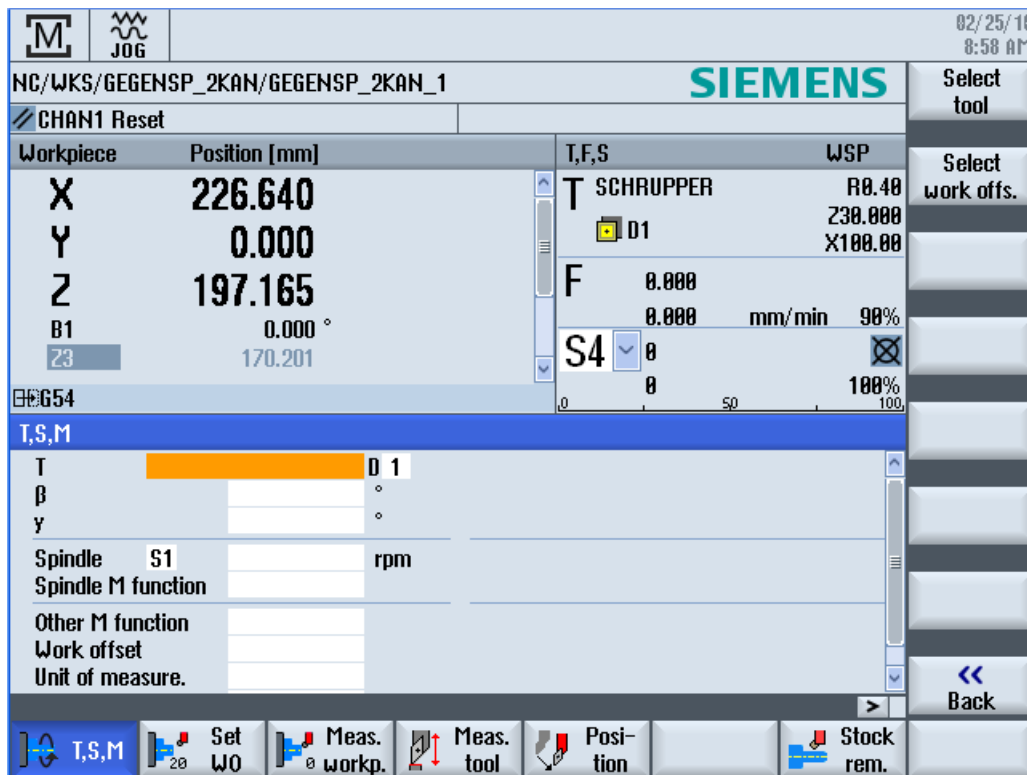 M
JOG
02/25/1
8:58 AM
NC/WKS/GEGENSP_2KAN/GEGENSP_2KAN_1
SIEMENS
CHAN1 Reset
Workpiece Position [mm]
X 226.640
Y 0.000
Z 197.165
B1 0.000 °
Z3 170.201
G54
T,F,S WSP
T SCHRUPPER R0.40
Z30.000
D1
X100.00
F 0.000
0.000 mm/min 90%
S4 0
0 100%
0 50 100
T,S,M
T D 1
β °
γ °
Spindle S1 rpm
Spindle M function
Other M function
Work offset
Unit of measure.
>
Select
tool
Select
work offs.
<<
Back
T,S,M
20
Set
WO
0
Meas.
workp.
Meas.
tool
Posi-
tion
Stock
rem.